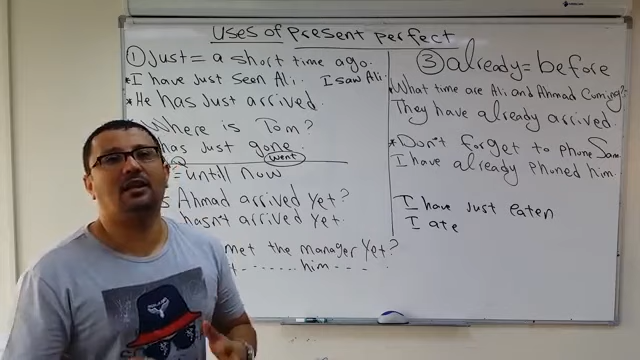 Uses of Present perfect
① Just = a short time ago.
* I have just seen Ali. I saw Ali.
* He has just arrived.
Where is Tom?
has just gone.
went
= untill now
Ahmad arrived yet?
hasn't arrived yet.
met the manager yet?
him
③ already = before
What time are Ali and Ahmad coming?
They have already arrived.
* Don't forget to phone Sam
I have already phoned him.
I have just eaten
I ate